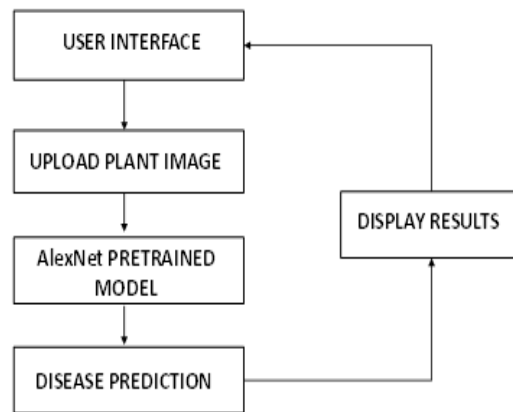 USER INTERFACE
UPLOAD PLANT IMAGE
AlexNet PRETRAINED
MODEL
DISEASE PREDICTION
DISPLAY RESULTS